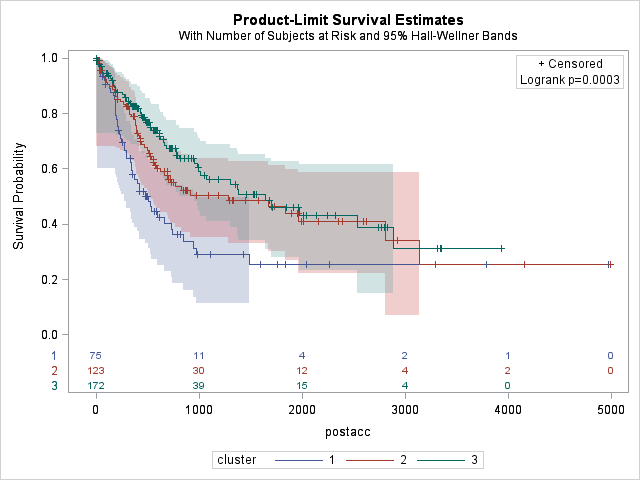 Product-Limit Survival Estimates
With Number of Subjects at Risk and 95% Hall-Wellner Bands
+ Censored
Logrank p=0.0003
Survival Probability
1.0
0.8
0.6
0.4
0.2
0.0
1 75 11 4 2 1 0
2 123 30 12 4 2 0
3 172 39 15 4 0
0 1000 2000 3000 4000 5000
postacc
cluster 1 2 3